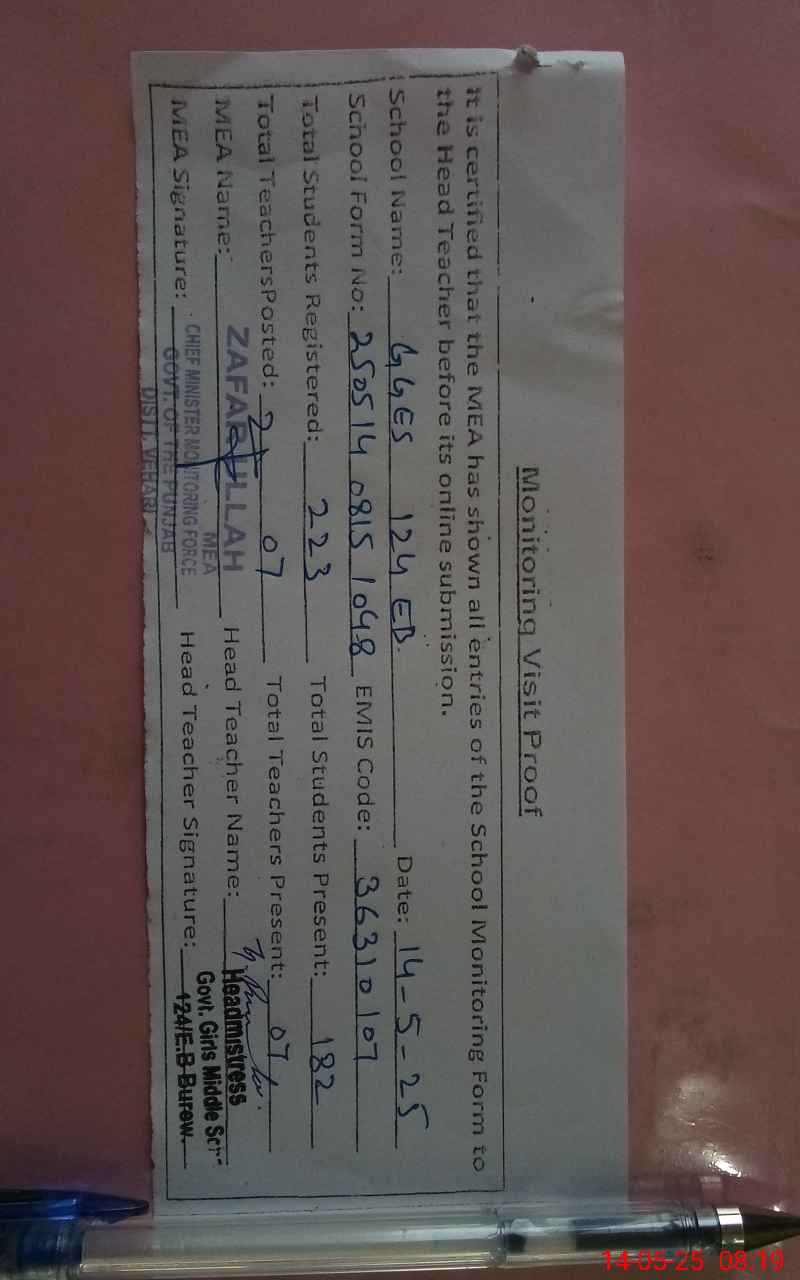 Monitoring Visit Proof
It is certified that the MEA has shown all entries of the School Monitoring Form to
the Head Teacher before its online submission.
School Name: GGES 124 EB. Date: 14-5-25
School Form No: 250514 0815 1048 EMIS Code: 36310107
Total Students Registered: 223 Total Students Present: 182
Total TeachersPosted: 07 Total Teachers Present: 07
MEA Name: ZAFARULLAH Head Teacher Name: Headmistress
MEA
MEA Signature: CHIEF MINISTER MONITORING FORCE Head Teacher Signature: Govt. Girls Middle
GOVT. OF THE PUNJAB 124/E.B Burew.
DISTT. VEHARI
14-05-25 08:19